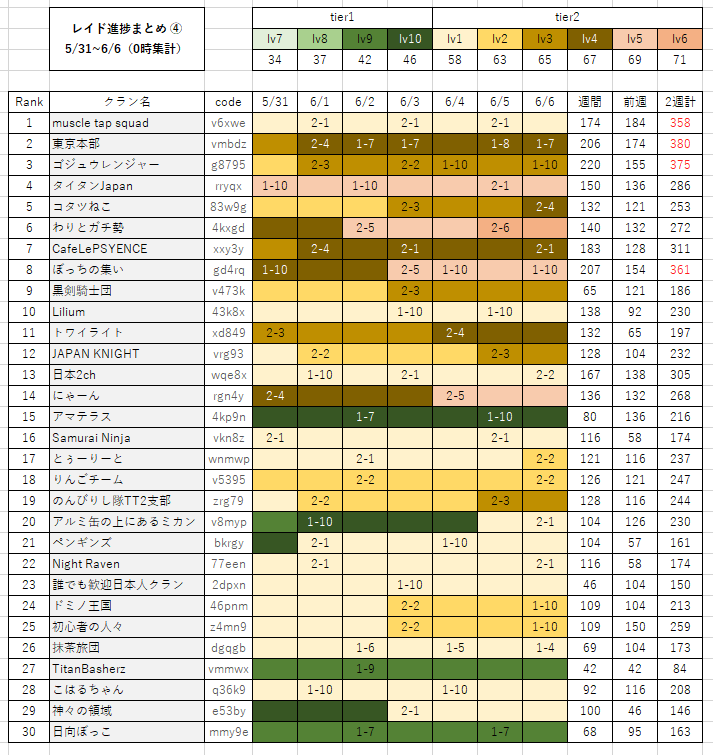 レイド進捗まとめ ④
5/31~6/6（0時集計）
tier1 tier2
lv7 lv8 lv9 lv10 lv1 lv2 lv3 lv4 lv5 lv6
34 37 42 46 58 63 65 67 69 71
Rank クラン名 code 5/31 6/1 6/2 6/3 6/4 6/5 6/6 週間 前週 2週計
1 muscle tap squad v6xwe 2-1 2-1 2-1 174 184 358
2 東京本部 vmbdz 2-4 1-7 1-7 1-8 1-7 206 174 380
3 ゴジュウレンジャー g8795 2-3 2-2 1-10 1-10 220 155 375
4 タイタンJapan rryqx 1-10 1-10 2-1 150 136 286
5 コタツねこ 83w9g 2-3 2-4 132 121 253
6 わりとガチ勢 4kxgd 2-5 2-6 140 132 272
7 CafeLePSYENCE xxy3y 2-4 2-1 2-1 183 128 311
8 ぼっちの集い gd4rq 1-10 2-5 1-10 1-10 207 154 361
9 黒剣騎士団 v473k 2-3 65 121 186
10 Lilium 43k8x 1-10 1-10 138 92 230
11 トワイライト xd849 2-3 2-4 132 65 197
12 JAPAN KNIGHT vrg93 2-2 2-3 128 104 232
13 日本2ch wqe8x 1-10 2-1 2-2 167 138 305
14 にゃーん rgn4y 2-4 2-5 136 132 268
15 アマテラス 4kp9n 1-7 1-10 80 136 216
16 Samurai Ninja vkn8z 2-1 2-1 116 58 174
17 とぅーりーと wnmwp 2-1 2-2 121 116 237
18 りんごチーム v5395 2-2 2-2 126 121 247
19 のんびりし隊TT2支部 zrg79 2-2 2-3 128 116 244
20 アルミ缶の上にあるミカン v8myp 1-10 2-1 104 126 230
21 ペンギンズ bkrgy 2-1 1-10 104 57 161
22 Night Raven 77een 2-1 2-1 116 58 174
23 誰でも歓迎日本人クラン 2dpxn 1-10 46 104 150
24 ドミノ王国 46pnm 2-2 1-10 109 104 213
25 初心者の人々 z4mn9 2-2 1-10 109 150 259
26 抹茶旅団 dgqgb 1-6 1-5 1-4 69 104 173
27 TitanBasherz vmmwx 1-9 42 42 84
28 こはるちゃん q36k9 1-10 1-10 92 116 208
29 神々の領域 e53by 2-1 100 46 146
30 日向ぼっこ mmy9e 1-7 1-7 68 95 163